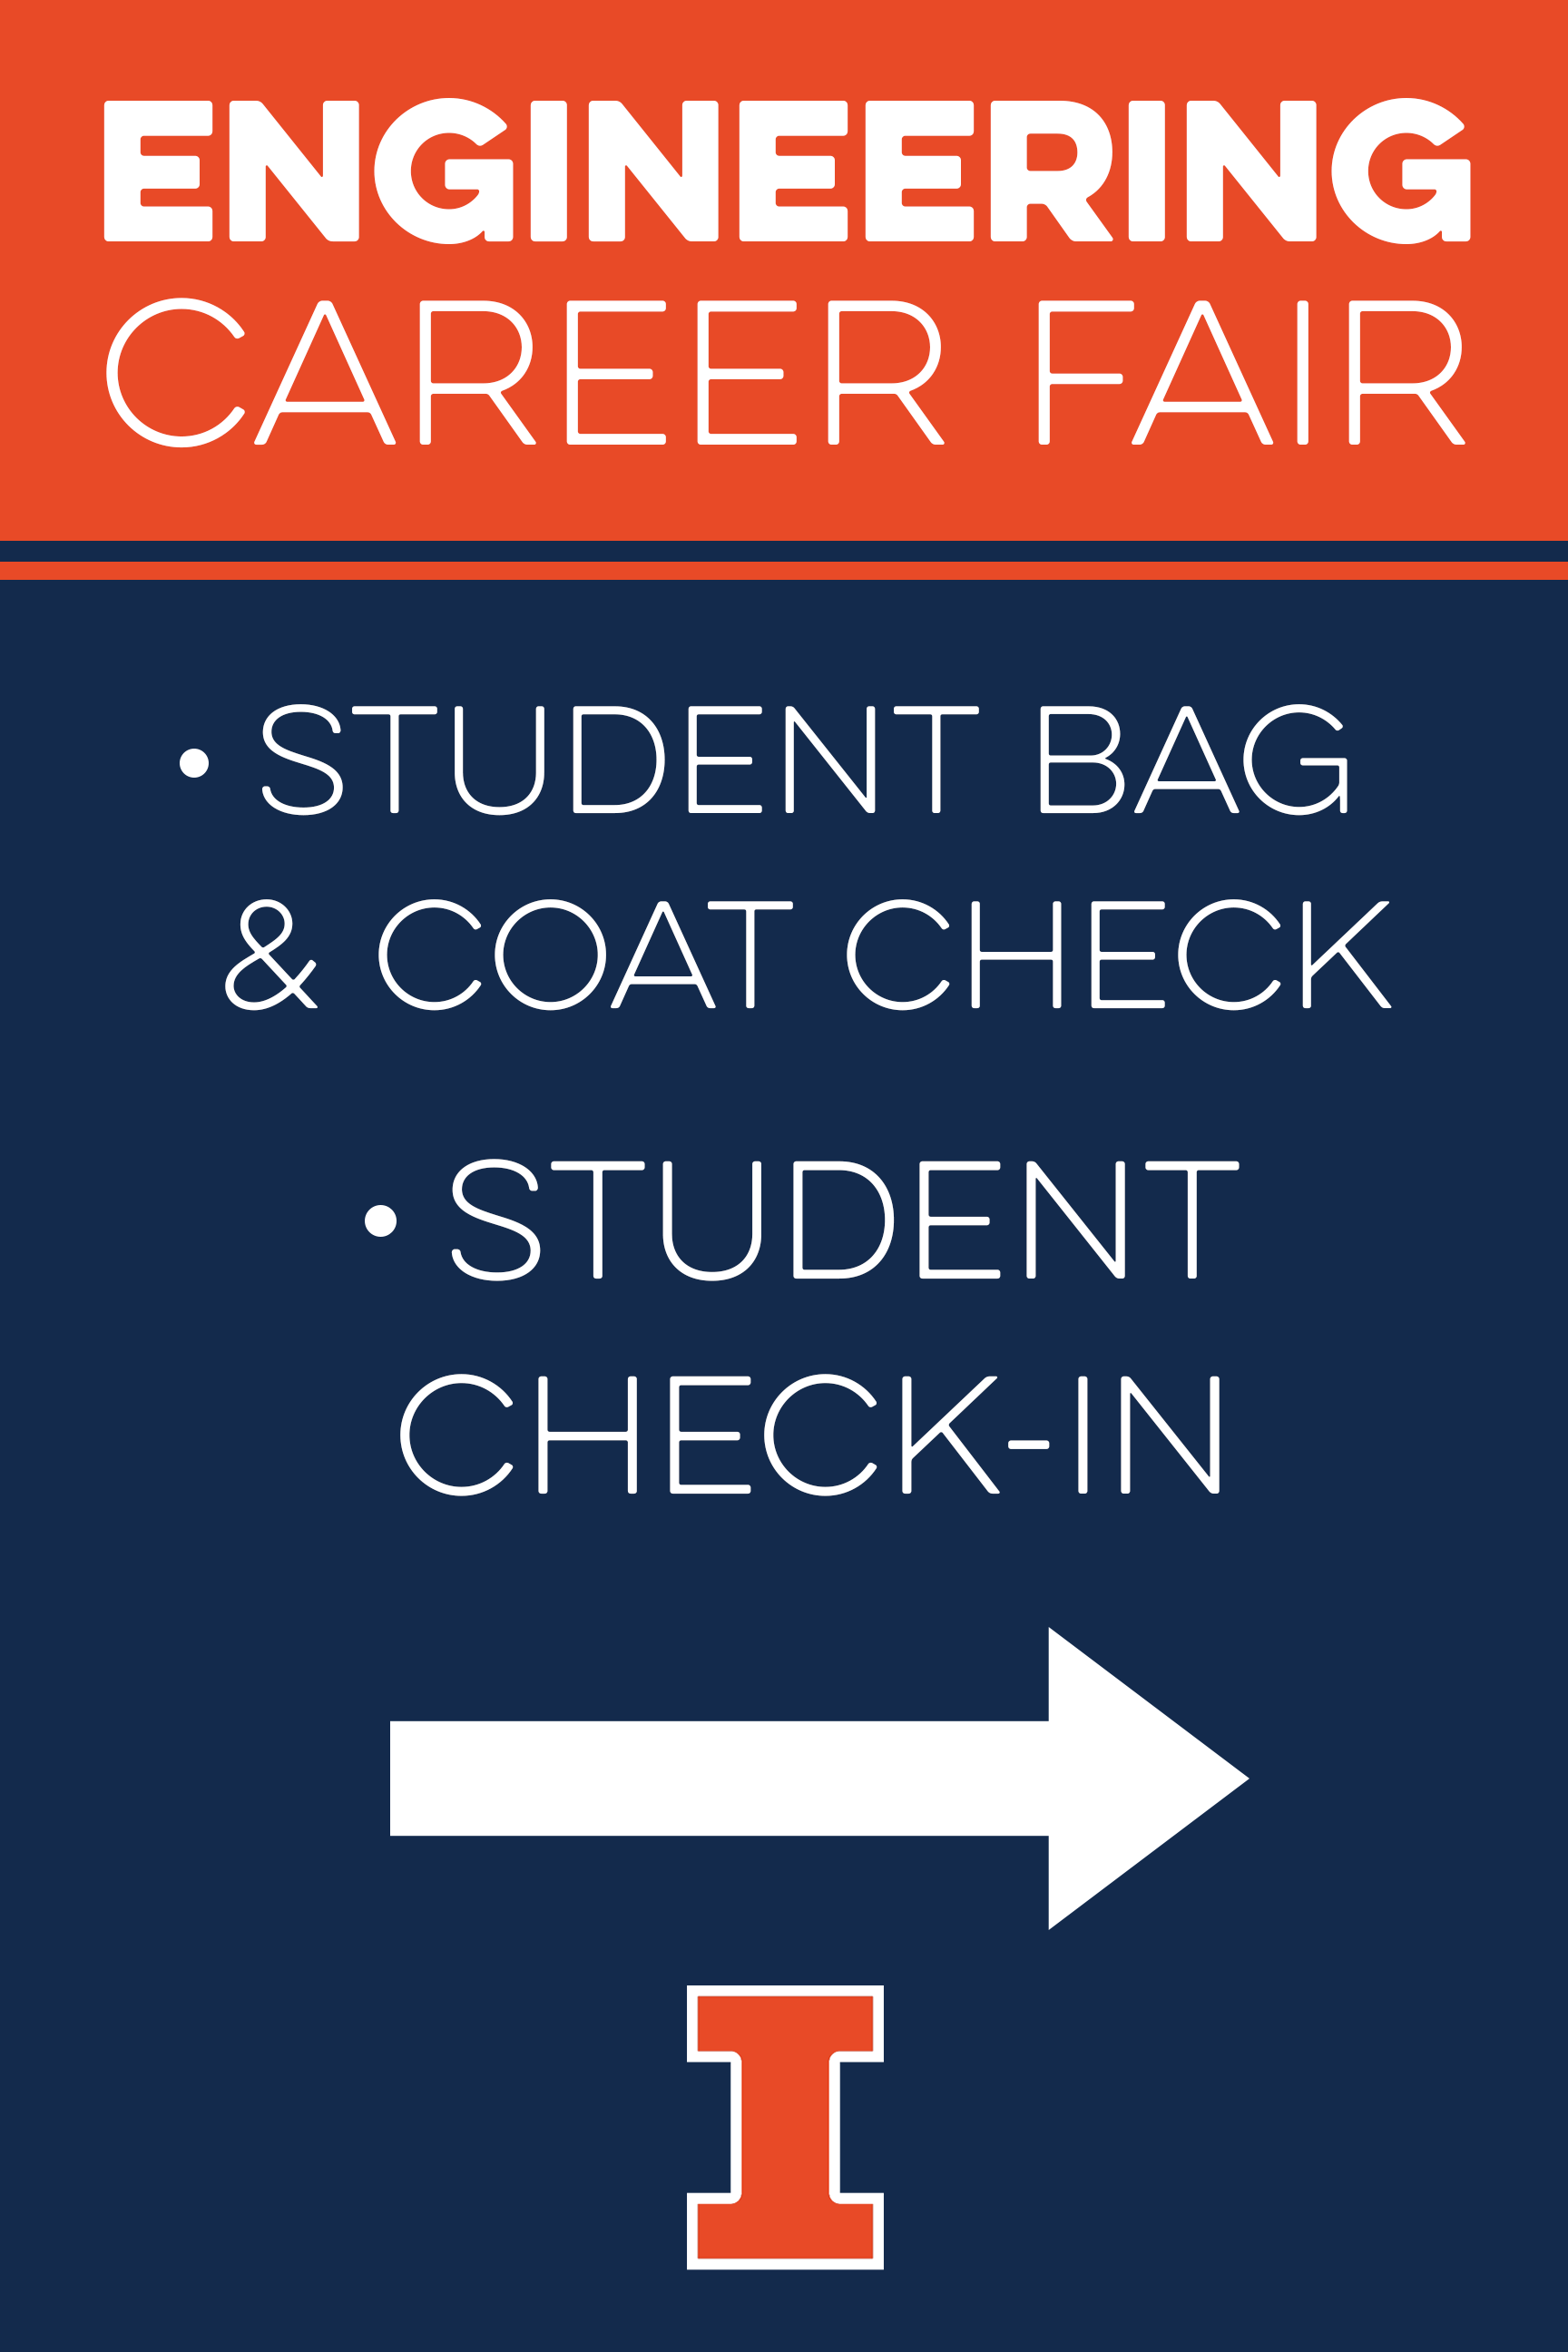 ENGINEERING
CAREER FAIR
• STUDENT BAG
& COAT CHECK
• STUDENT
CHECK-IN
I